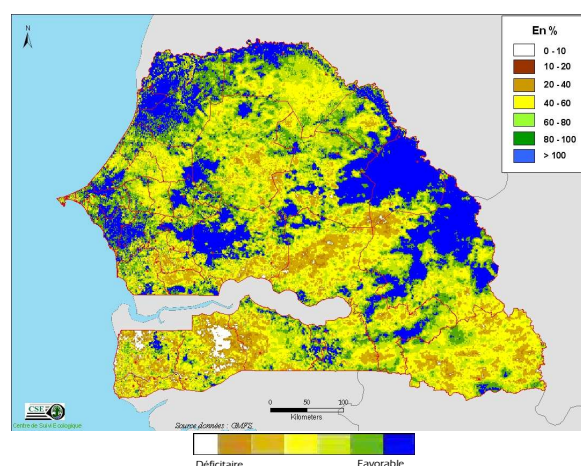 N
En %
0 - 10
10 - 20
20 - 40
40 - 60
60 - 80
80 - 100
> 100
CSE
Centre de Suivi Ecologique
Source données : GMFS
50 0 50 100
Kilometers
Déficitaire Favorable